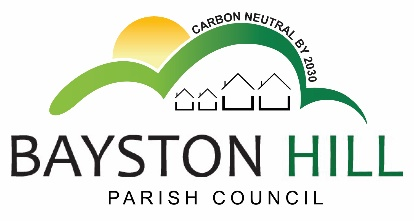 CARBON NEUTRAL BY 2030
BAYSTON HILL
PARISH COUNCIL